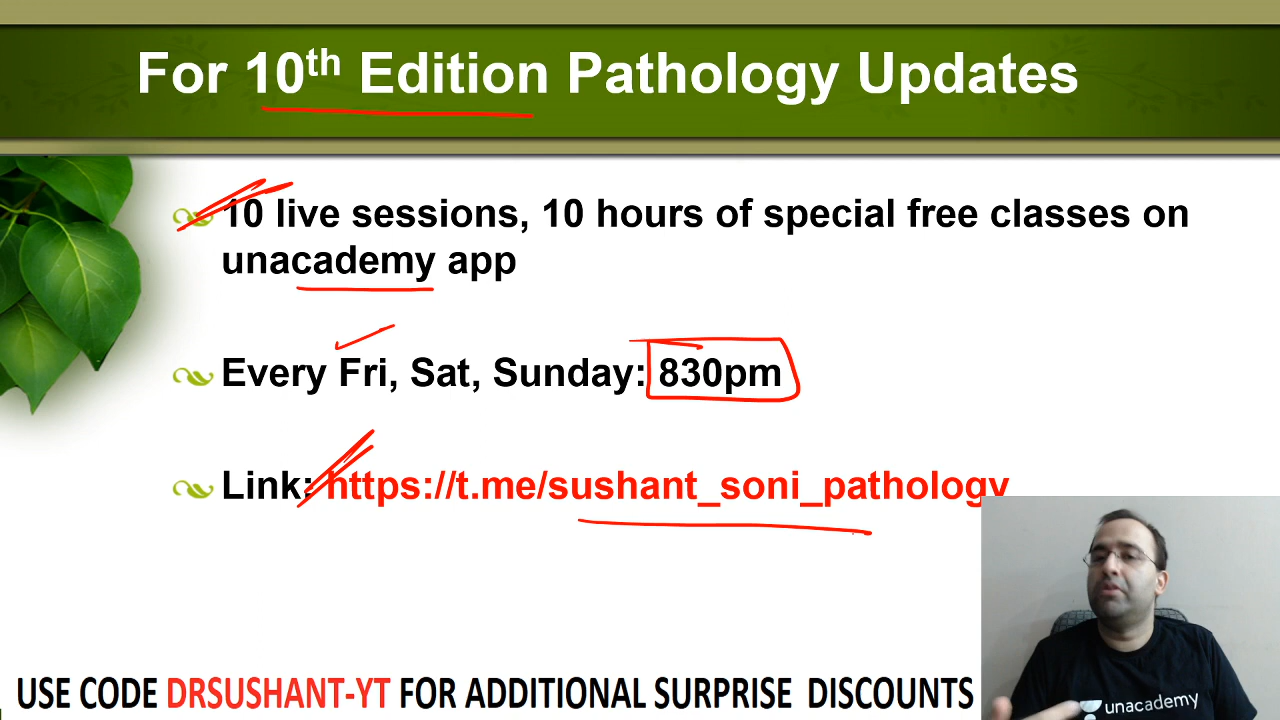 For 10th Edition Pathology Updates
10 live sessions, 10 hours of special free classes on
unacademy app
Every Fri, Sat, Sunday: 830pm
Link: https://t.me/sushant_soni_pathology
USE CODE DRSUSHANT-YT FOR ADDITIONAL SURPRISE DISCOUNTS
unacademy